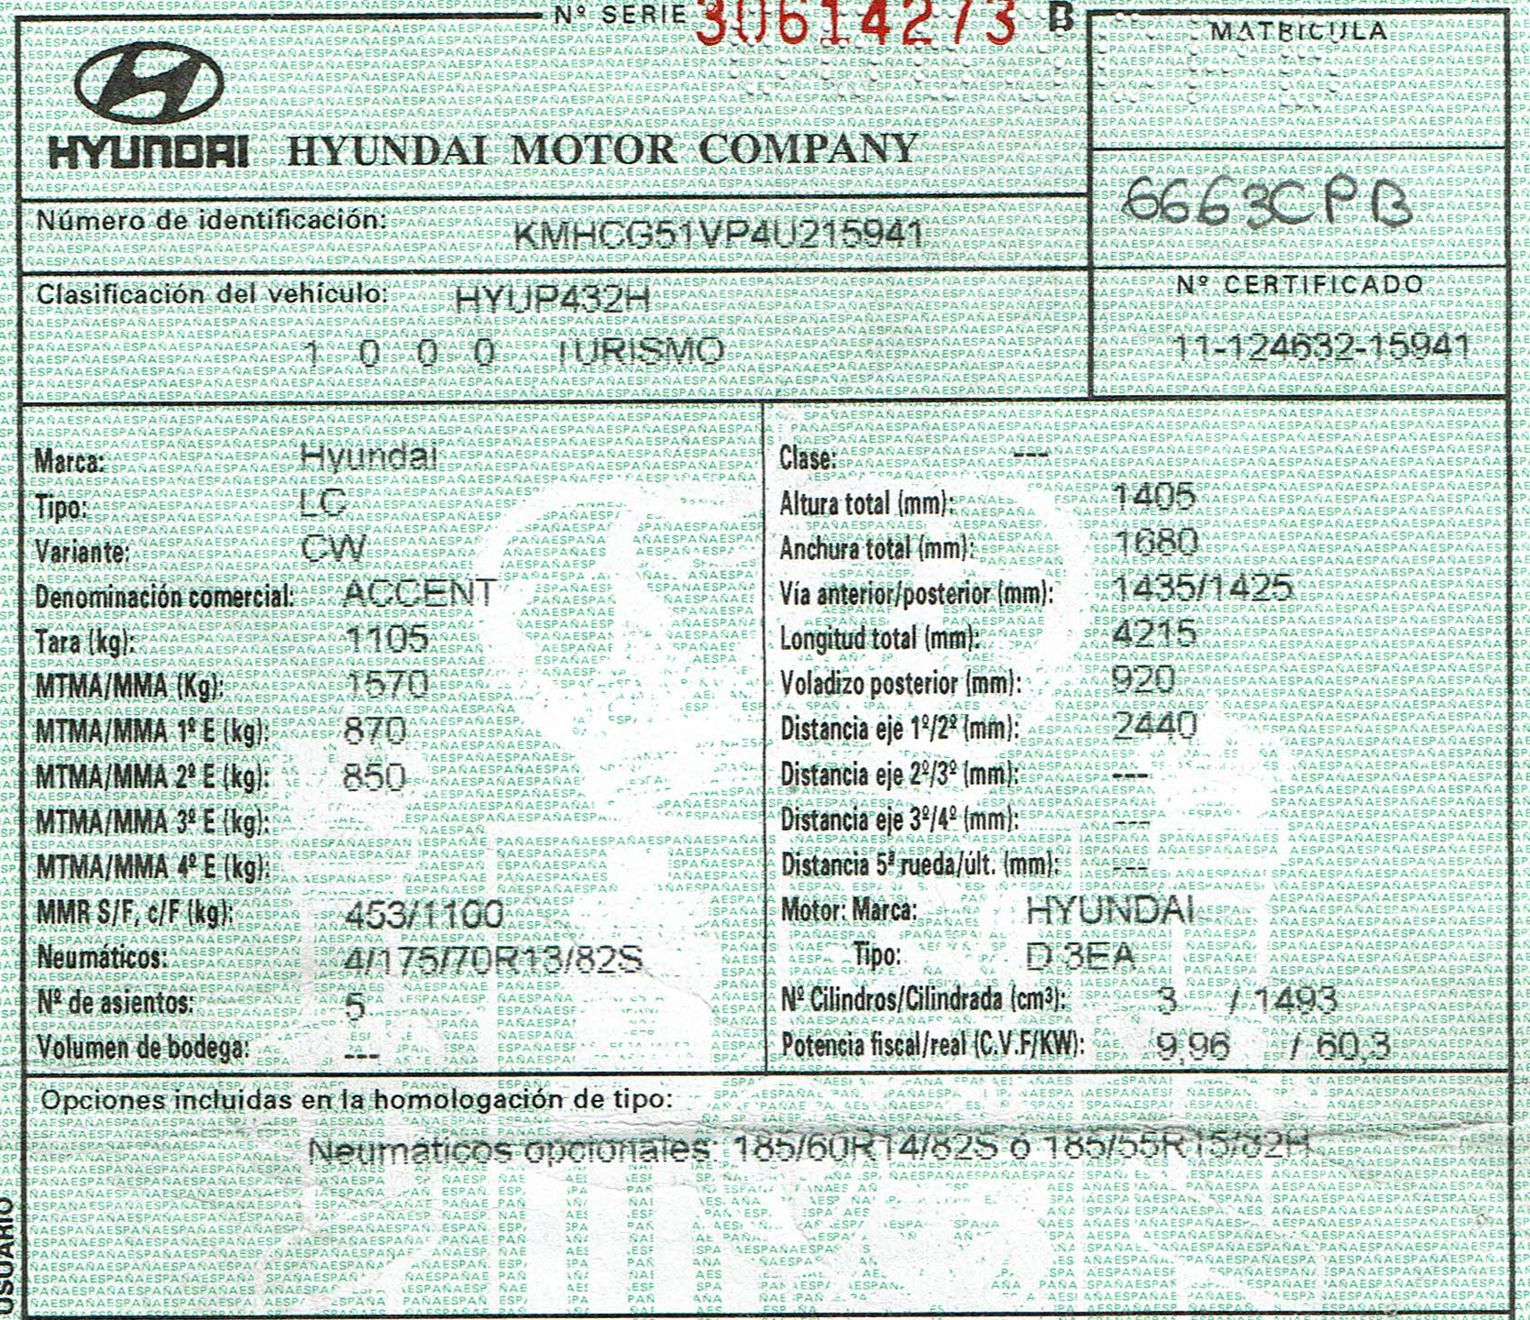 Nº SERIE 30614273 B
MATRICULA
HYUNDAI HYUNDAI MOTOR COMPANY
6663CPB
Número de identificación: KMHCG51VP4U215941
Clasificación del vehículo: HYUP432H
1 0 0 0 TURISMO
Nº CERTIFICADO
11-124632-15941
Marca: Hyundai
Tipo: LC
Variante: CW
Denominación comercial: ACCENT
Tara (kg): 1105
MTMA/MMA (Kg): 1570
MTMA/MMA 1º E (kg): 870
MTMA/MMA 2º E (kg): 850
MTMA/MMA 3º E (kg):
MTMA/MMA 4º E (kg):
MMR S/F, c/F (kg): 453/1100
Neumáticos: 4/175/70R13/82S
Nº de asientos: 5
Volumen de bodega: ---
Clase: ---
Altura total (mm): 1405
Anchura total (mm): 1680
Vía anterior/posterior (mm): 1435/1425
Longitud total (mm): 4215
Voladizo posterior (mm): 920
Distancia eje 1º/2º (mm): 2440
Distancia eje 2º/3º (mm): ---
Distancia eje 3º/4º (mm): ---
Distancia 5ª rueda/últ. (mm): ---
Motor: Marca: HYUNDAI
Tipo: D 3EA
Nº Cilindros/Cilindrada (cm³): 3 / 1493
Potencia fiscal/real (C.V.F/KW): 9,96 / 60,3
Opciones incluidas en la homologación de tipo:
Neumáticos opcionales: 185/60R14/82S ó 185/55R15/82H
USUARIO